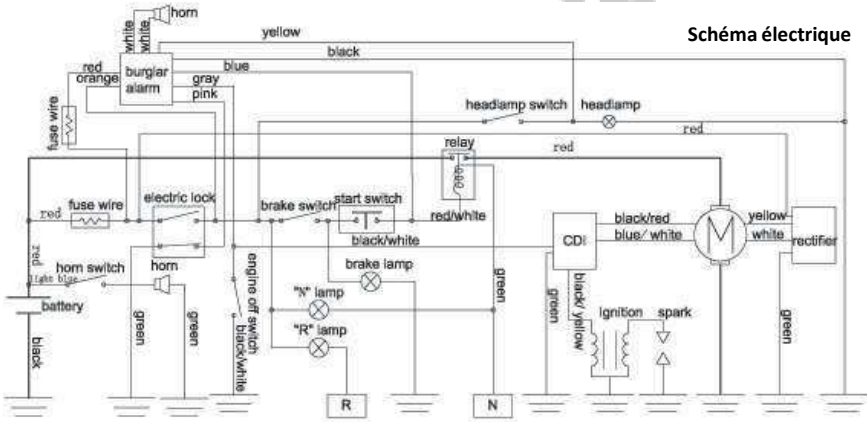 Schéma électrique
horn
white
white
yellow
black
blue
red
orange
burglar
alarm
gray
pink
fuse wire
headlamp switch
headlamp
red
relay
red
red
fuse wire
electric lock
brake switch
start switch
red/white
black/white
CDI
black/red
blue/ white
M
yellow
white
rectifier
red
light blue
horn switch
horn
battery
engine off switch
brake lamp
"N" lamp
"R" lamp
green
green
black/ yellow
Ignition
spark
green
black
green
green
black/white
R
N